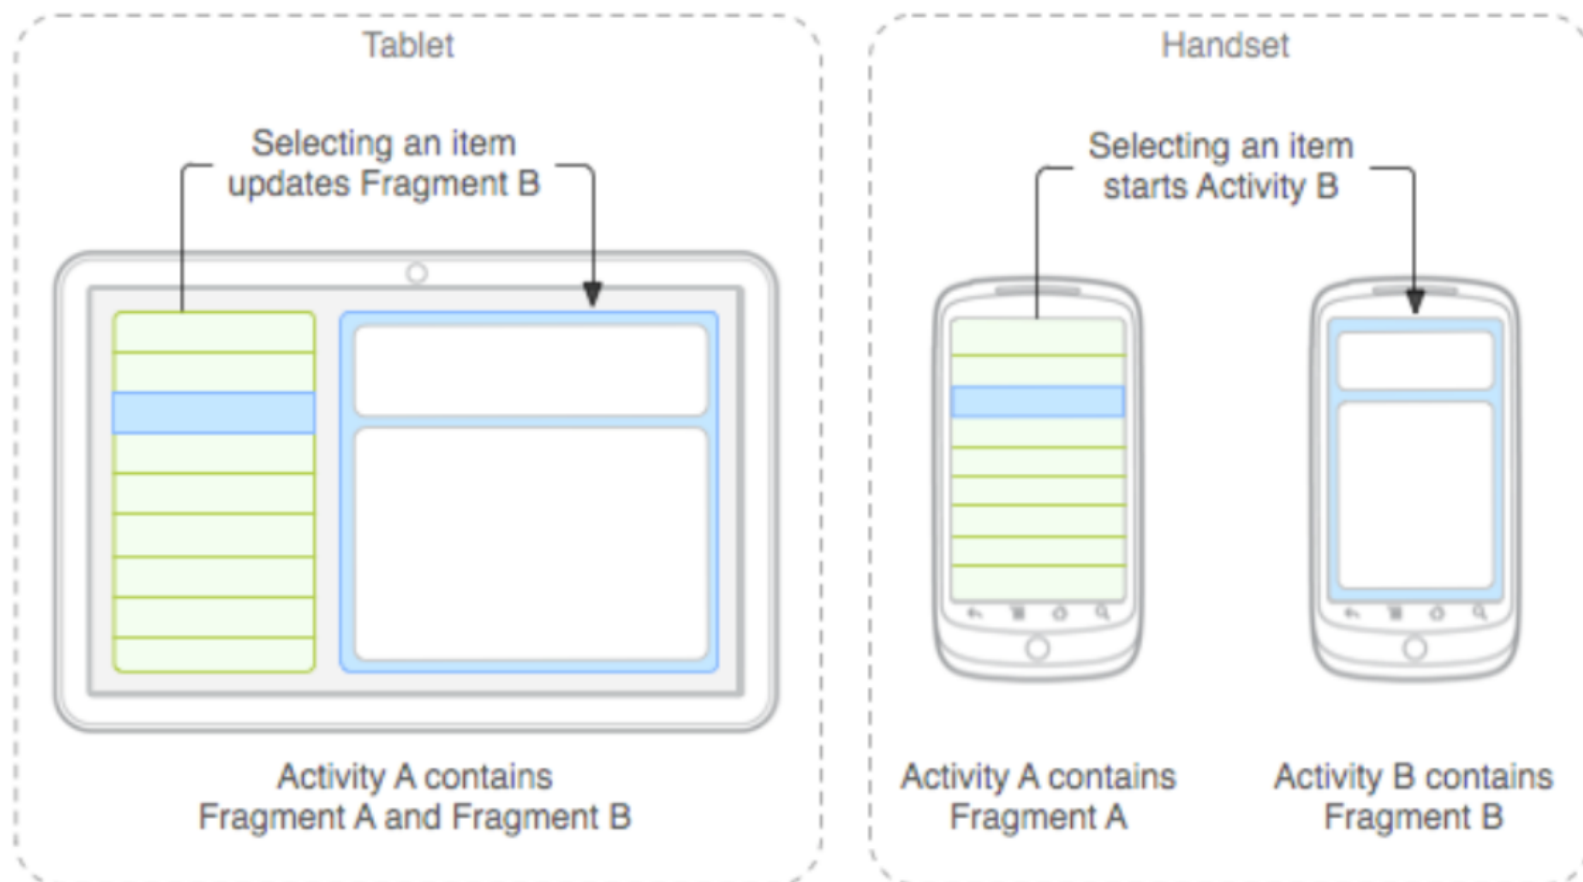 Tablet
Selecting an item
updates Fragment B
Activity A contains
Fragment A and Fragment B
Handset
Selecting an item
starts Activity B
Activity A contains
Fragment A
Activity B contains
Fragment B